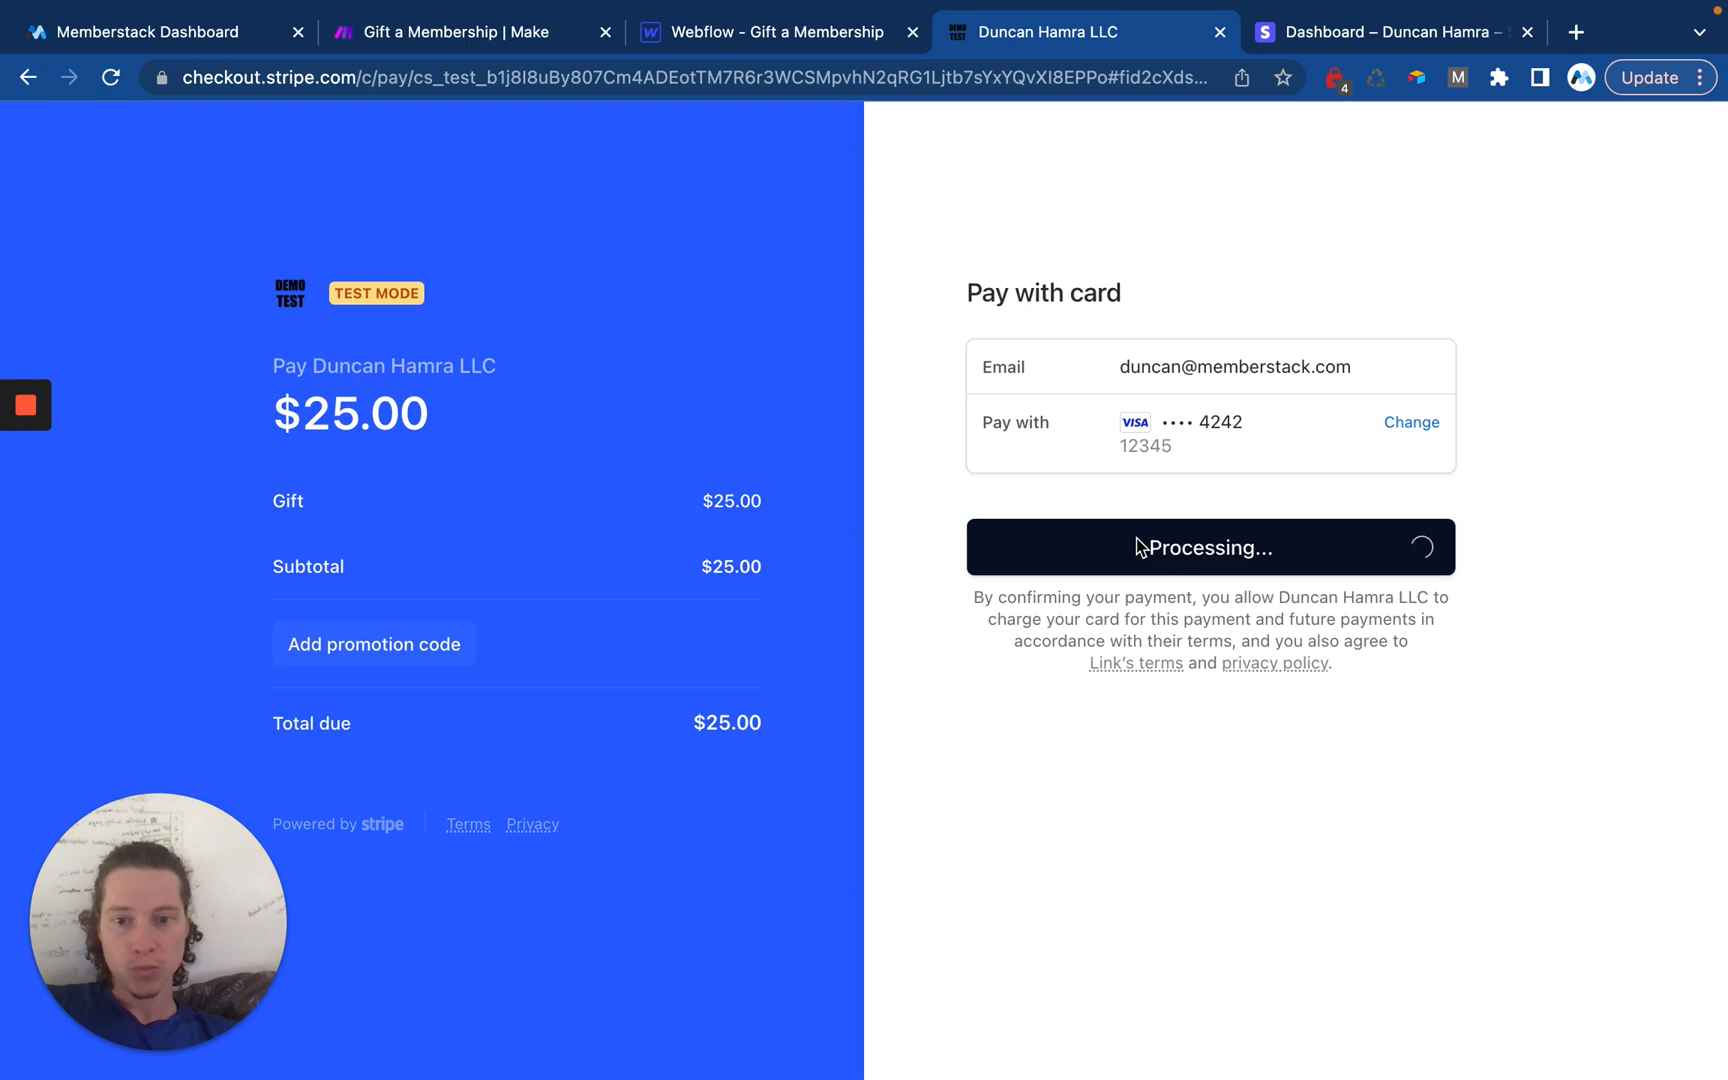 Memberstack Dashboard
Gift a Membership | Make
Webflow - Gift a Membership
Duncan Hamra LLC
Dashboard – Duncan Hamra –
checkout.stripe.com/c/pay/cs_test_b1j8I8uBy807Cm4ADEotTM7R6r3WCSMpvhN2qRG1Ljtb7sYxYQvXI8EPPo#fid2cXds...
4
M
Update
DEMO
TEST
TEST MODE
Pay Duncan Hamra LLC
$25.00
Gift $25.00
Subtotal $25.00
Add promotion code
Total due $25.00
Powered by stripe
Terms Privacy
Pay with card
Email duncan@memberstack.com
Pay with VISA •••• 4242 Change
12345
Processing...
By confirming your payment, you allow Duncan Hamra LLC to
charge your card for this payment and future payments in
accordance with their terms, and you also agree to
Link's terms and privacy policy.